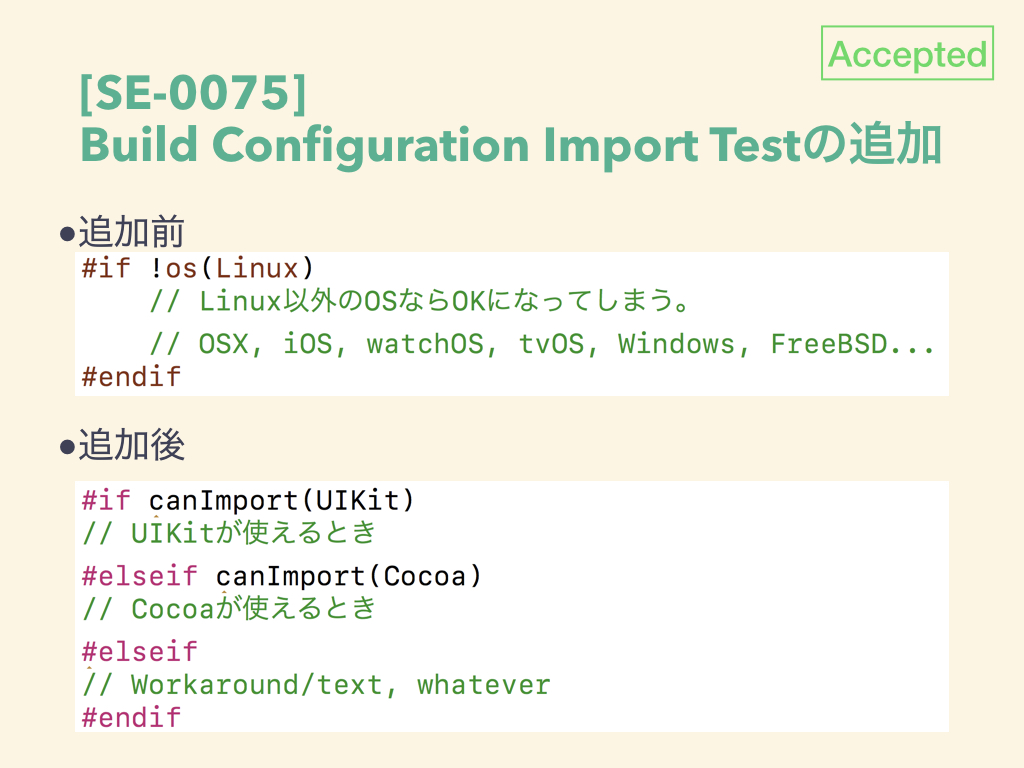 Accepted
[SE-0075]
Build Configuration Import Testの追加
●追加前
#if !os(Linux)
// Linux以外のOSならOKになってしまう。
// OSX, iOS, watchOS, tvOS, Windows, FreeBSD...
#endif
●追加後
#if canImport(UIKit)
// UIKitが使えるとき
#elseif canImport(Cocoa)
// Cocoaが使えるとき
#elseif
// Workaround/text, whatever
#endif